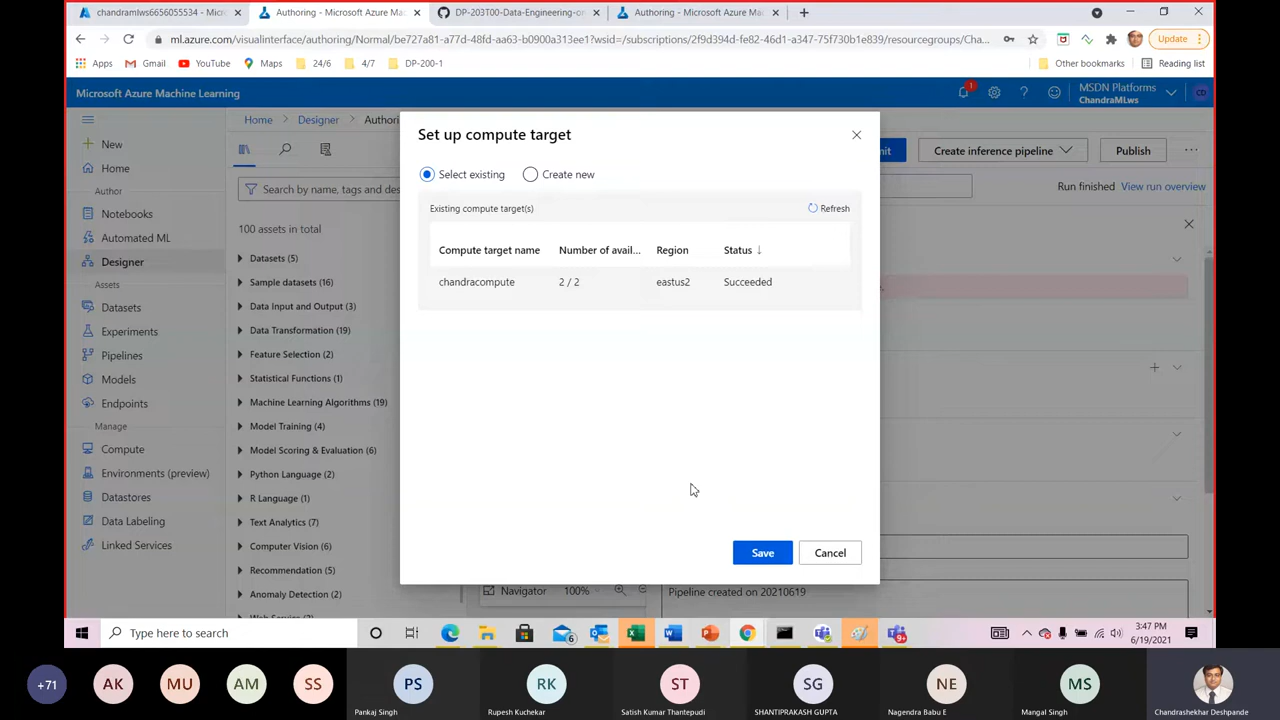 chandramlws6656055534 - Micr
Authoring - Microsoft Azure Mach
DP-203T00-Data-Engineering-on
Authoring - Microsoft Azure Mach
ml.azure.com/visualinterface/authoring/Normal/be727a81-a77d-48fd-aa63-b0900a313ee1?wsid=/subscriptions/2f9d394d-fe82-46d1-a347-75f730b1e839/resourcegroups/Cha...
Update
Apps
Gmail
YouTube
Maps
24/6
4/7
DP-200-1
Other bookmarks
Reading list
Microsoft Azure Machine Learning
1
MSDN Platforms
ChandraMLws
New
Home
Author
Notebooks
Automated ML
Designer
Assets
Datasets
Experiments
Pipelines
Models
Endpoints
Manage
Compute
Environments (preview)
Datastores
Data Labeling
Linked Services
Home
Designer
Authori
Search by name, tags and des
100 assets in total
Datasets (5)
Sample datasets (16)
Data Input and Output (3)
Data Transformation (19)
Feature Selection (2)
Statistical Functions (1)
Machine Learning Algorithms (19)
Model Training (4)
Model Scoring & Evaluation (6)
Python Language (2)
R Language (1)
Text Analytics (7)
Computer Vision (6)
Recommendation (5)
Anomaly Detection (2)
Set up compute target
Select existing
Create new
Existing compute target(s)
Refresh
Compute target name
Number of avail...
Region
Status
chandracompute
2 / 2
eastus2
Succeeded
Save
Cancel
Create inference pipeline
Publish
Run finished
View run overview
Navigator
100%
Pipeline created on 20210619
Type here to search
3:47 PM
6/19/2021
+71
AK
MU
AM
SS
PS
Pankaj Singh
RK
Rupesh Kuchekar
ST
Satish Kumar Thantepudi
SG
SHANTIPRAKASH GUPTA
NE
Nagendra Babu E
MS
Mangal Singh
Chandrashekhar Deshpande